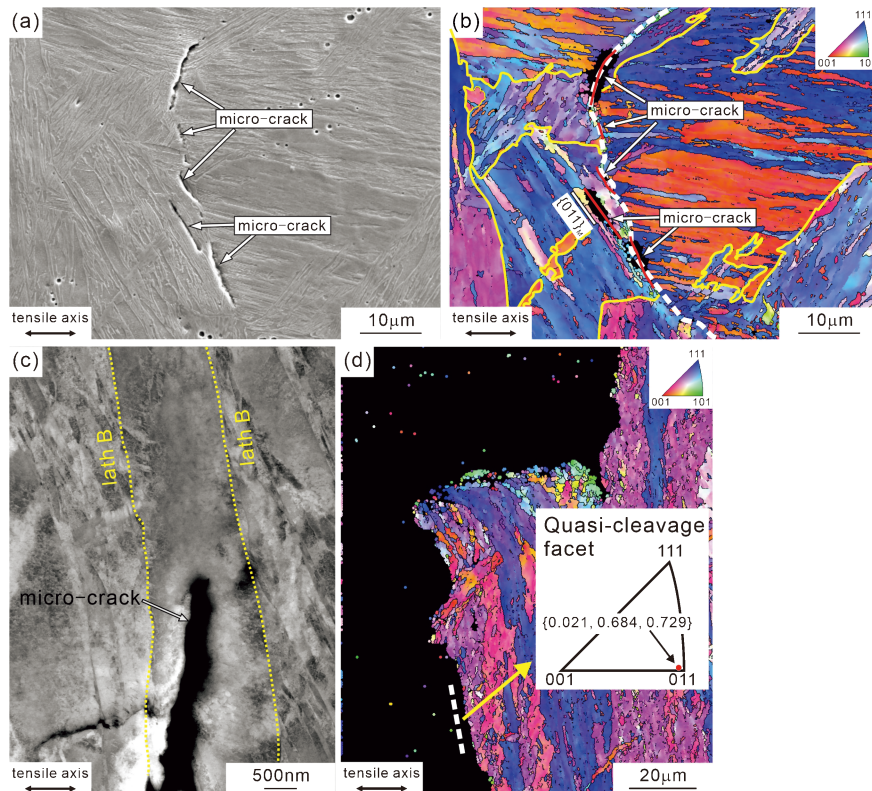 (a)
micro-crack
micro-crack
tensile axis
10μm
(b)
111
001
10
micro-crack
{011}M
micro-crack
tensile axis
10μm
(c)
lath B
lath B
micro-crack
tensile axis
500nm
(d)
111
001
101
Quasi-cleavage
facet
111
{0.021, 0.684, 0.729}
001
011
tensile axis
20μm